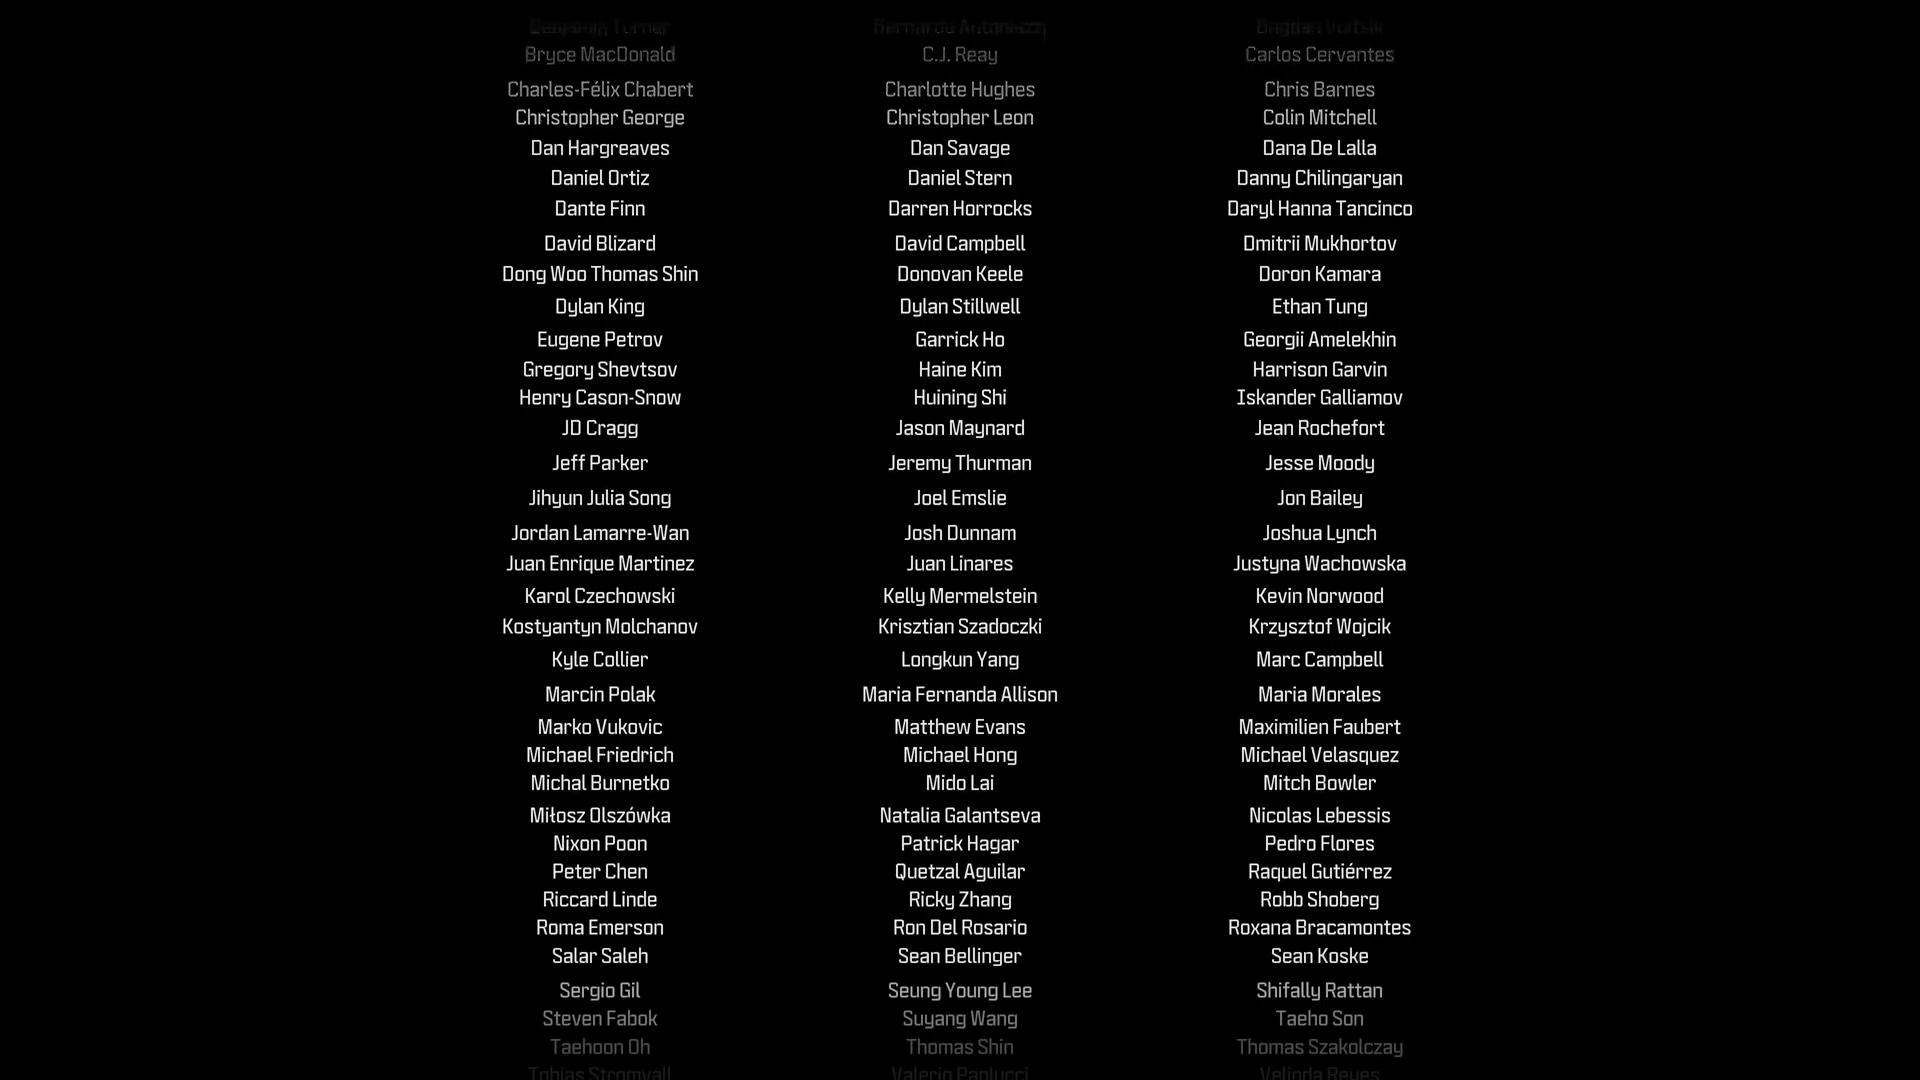 Bryce MacDonald C.J. Reay Carlos Cervantes
Charles-Félix Chabert Charlotte Hughes Chris Barnes
Christopher George Christopher Leon Colin Mitchell
Dan Hargreaves Dan Savage Dana De Lalla
Daniel Ortiz Daniel Stern Danny Chilingaryan
Dante Finn Darren Horrocks Daryl Hanna Tancinco
David Blizard David Campbell Dmitrii Mukhortov
Dong Woo Thomas Shin Donovan Keele Doron Kamara
Dylan King Dylan Stillwell Ethan Tung
Eugene Petrov Garrick Ho Georgii Amelekhin
Gregory Shevtsov Haine Kim Harrison Garvin
Henry Cason-Snow Huining Shi Iskander Galliamov
JD Cragg Jason Maynard Jean Rochefort
Jeff Parker Jeremy Thurman Jesse Moody
Jihyun Julia Song Joel Emslie Jon Bailey
Jordan Lamarre-Wan Josh Dunnam Joshua Lynch
Juan Enrique Martinez Juan Linares Justyna Wachowska
Karol Czechowski Kelly Mermelstein Kevin Norwood
Kostyantyn Molchanov Krisztian Szadoczki Krzysztof Wojcik
Kyle Collier Longkun Yang Marc Campbell
Marcin Polak Maria Fernanda Allison Maria Morales
Marko Vukovic Matthew Evans Maximilien Faubert
Michael Friedrich Michael Hong Michael Velasquez
Michal Burnetko Mido Lai Mitch Bowler
Miłosz Olszówka Natalia Galantseva Nicolas Lebessis
Nixon Poon Patrick Hagar Pedro Flores
Peter Chen Quetzal Aguilar Raquel Gutiérrez
Riccard Linde Ricky Zhang Robb Shoberg
Roma Emerson Ron Del Rosario Roxana Bracamontes
Salar Saleh Sean Bellinger Sean Koske
Sergio Gil Seung Young Lee Shifally Rattan
Steven Fabok Suyang Wang Taeho Son
Taehoon Oh Thomas Shin Thomas Szakolczay
Tobias Stromvall Valerio Paolucci Velinda Reyes